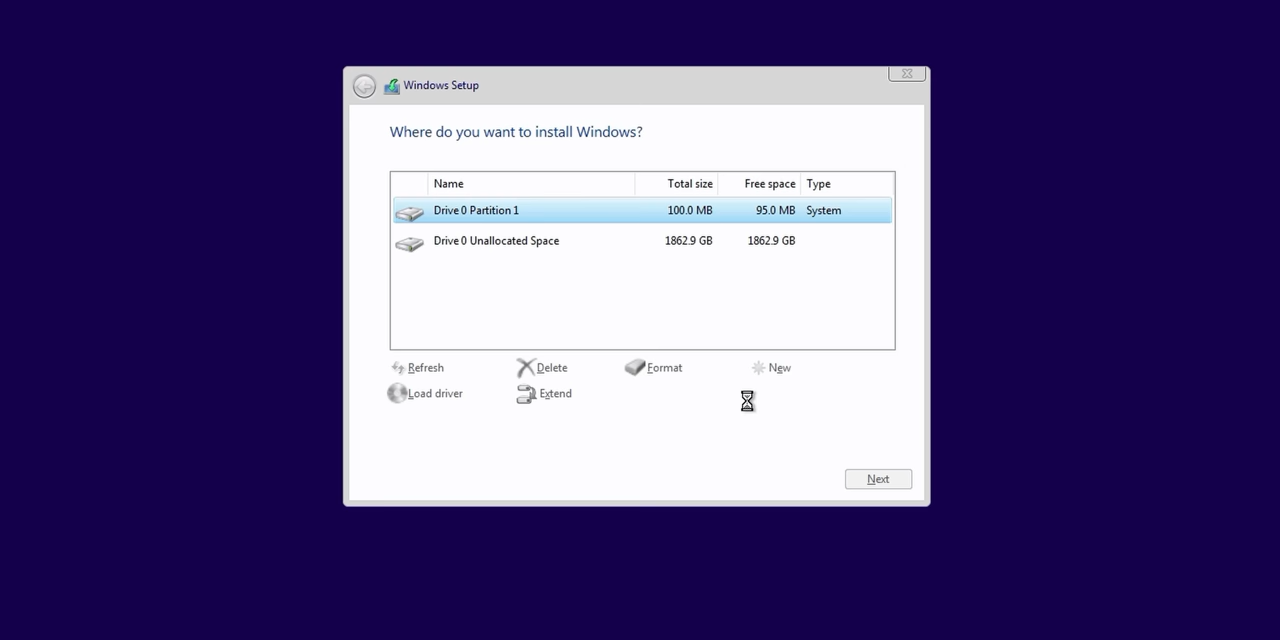 Windows Setup
Where do you want to install Windows?
Name Total size Free space Type
Drive 0 Partition 1 100.0 MB 95.0 MB System
Drive 0 Unallocated Space 1862.9 GB 1862.9 GB
Refresh Delete Format New
Load driver Extend
Next